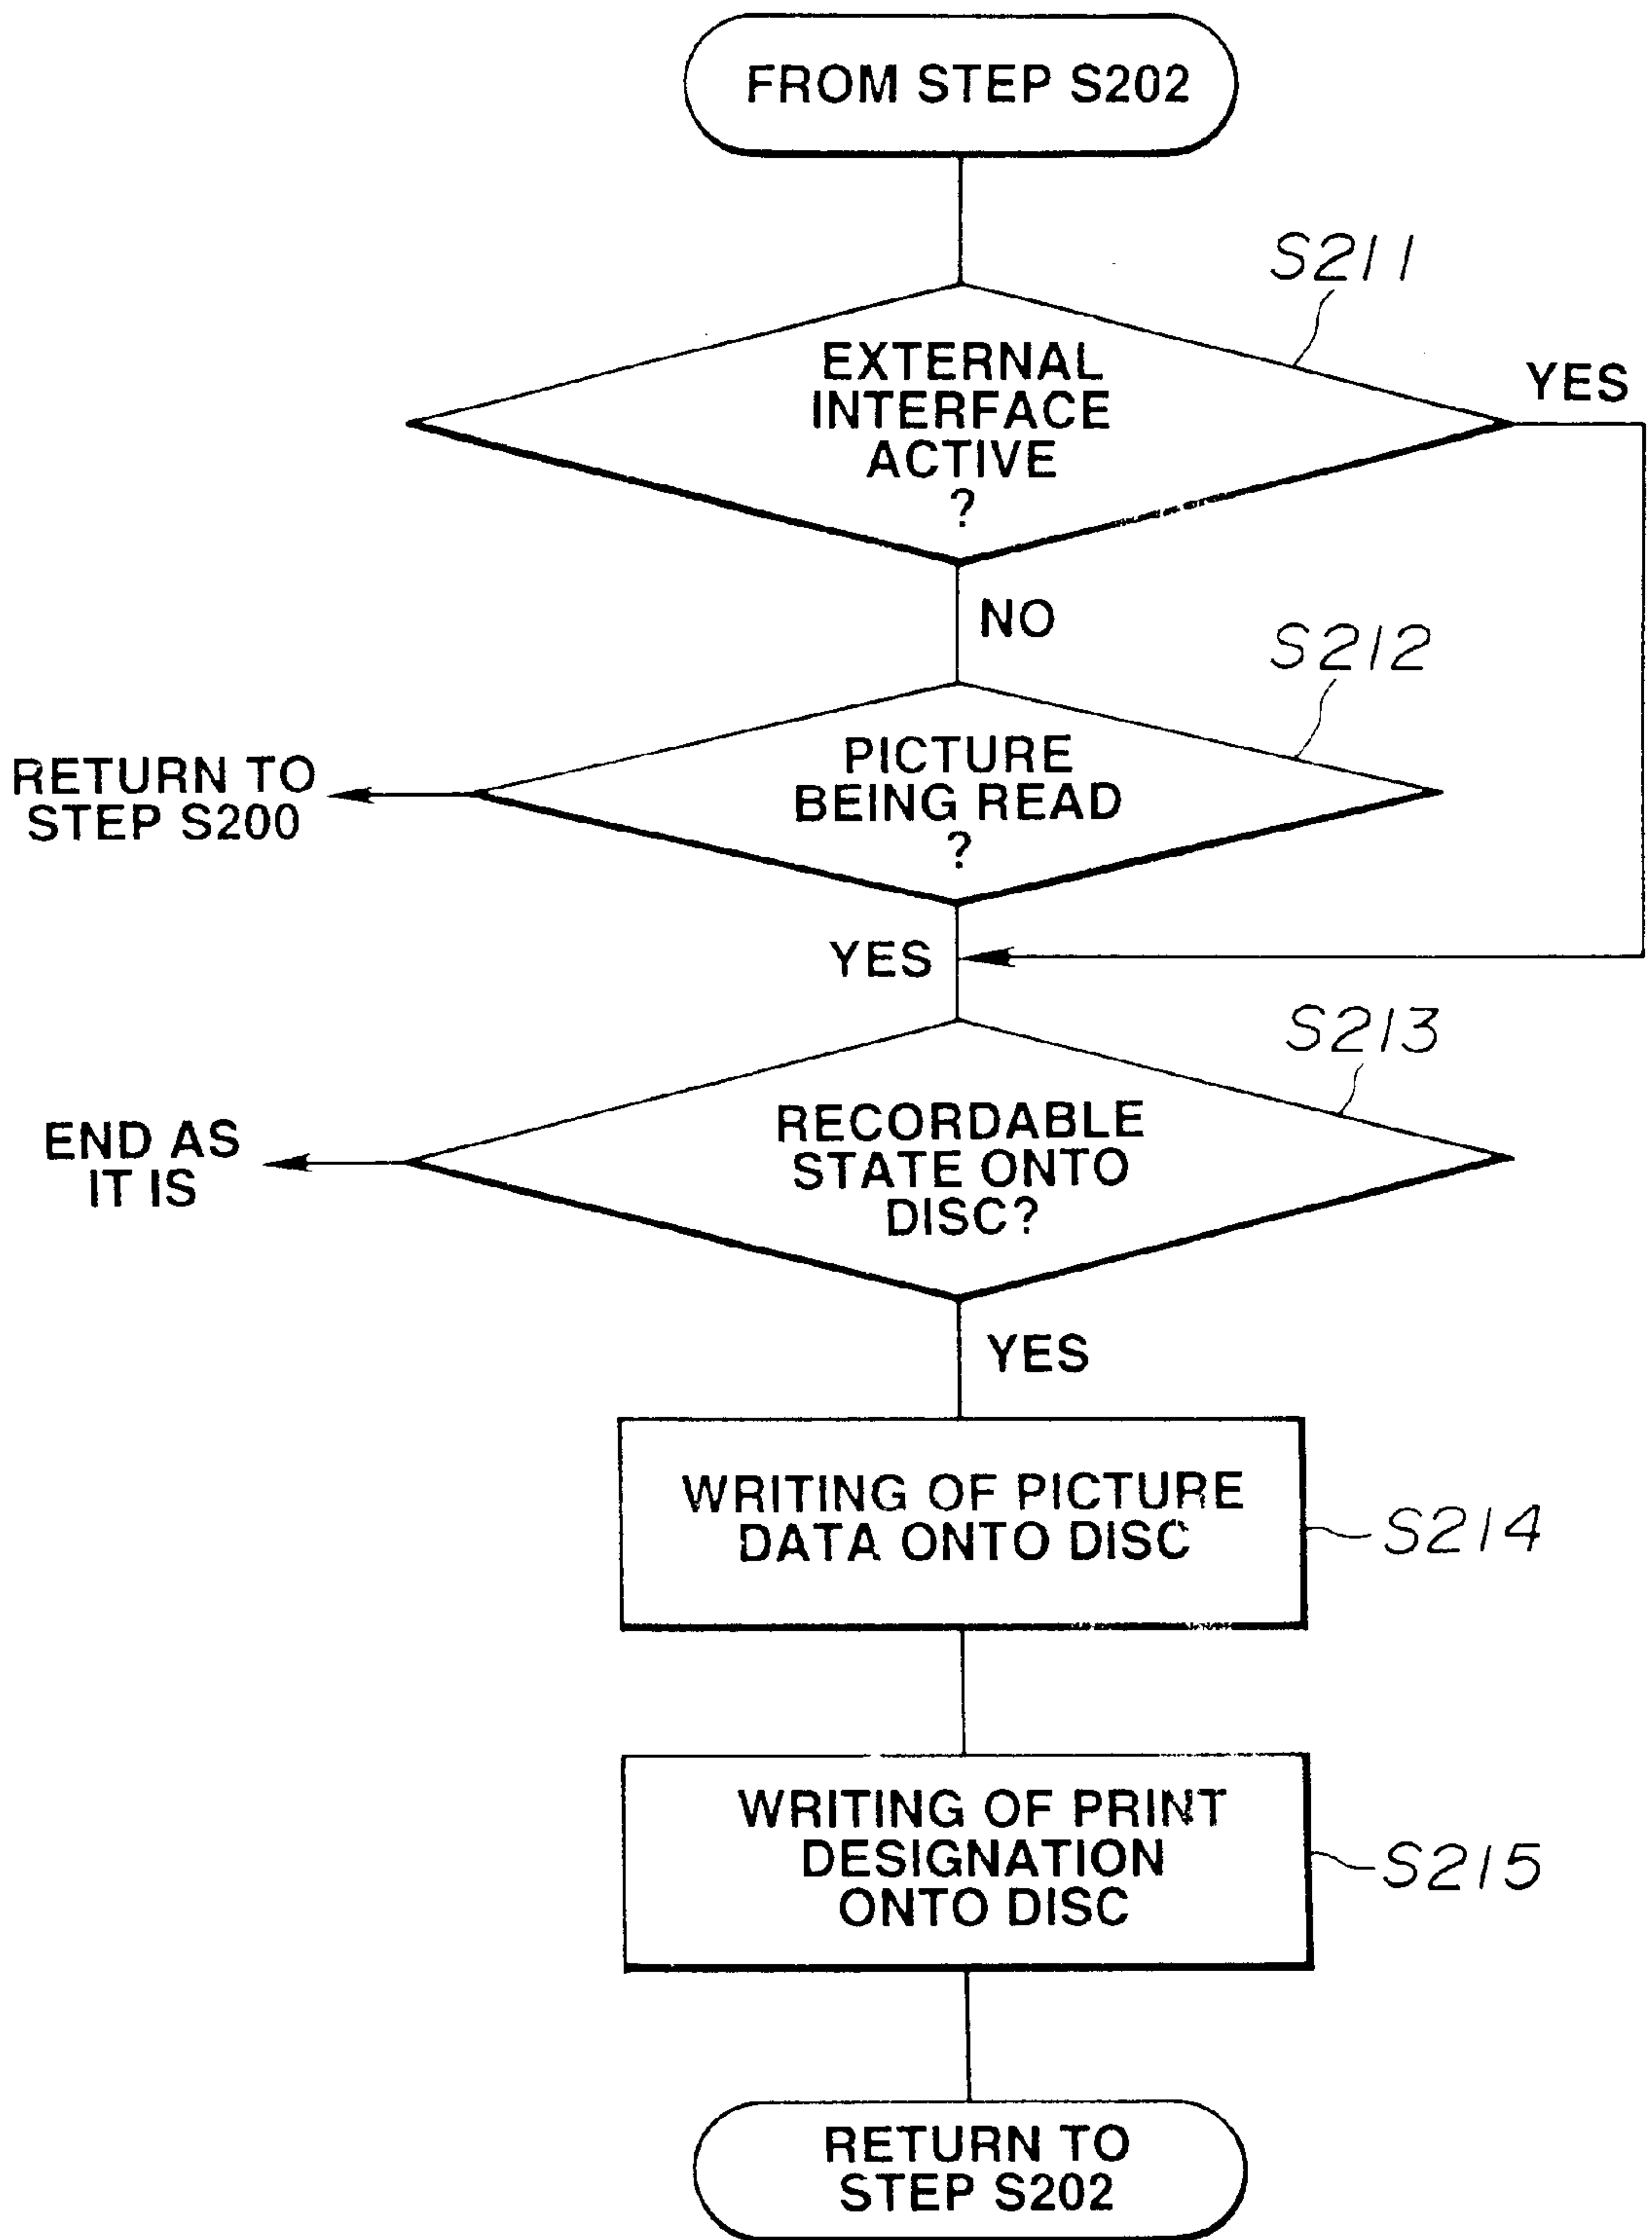 FROM STEP S202
S211
EXTERNAL
INTERFACE
ACTIVE
?
YES
NO
S212
PICTURE
BEING READ
?
RETURN TO
STEP S200
YES
S213
RECORDABLE
STATE ONTO
DISC?
END AS
IT IS
YES
WRITING OF PICTURE
DATA ONTO DISC
S214
WRITING OF PRINT
DESIGNATION
ONTO DISC
S215
RETURN TO
STEP S202